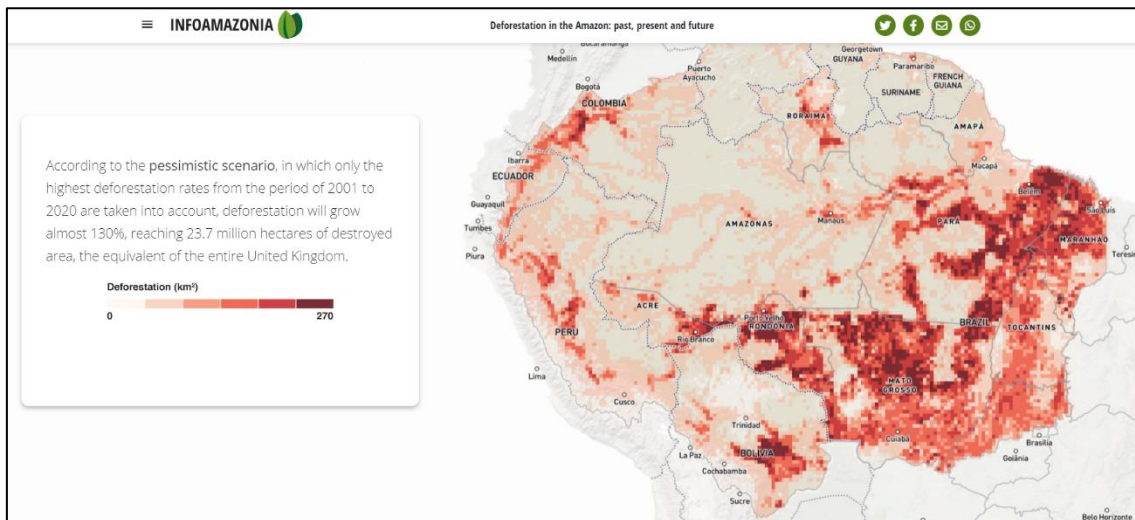 INFOAMAZONIA
Deforestation in the Amazon: past, present and future
According to the pessimistic scenario, in which only the
highest deforestation rates from the period of 2001 to
2020 are taken into account, deforestation will grow
almost 130%, reaching 23.7 million hectares of destroyed
area, the equivalent of the entire United Kingdom.
Deforestation (km²)
0 270
Bucaramanga
Medellin
Puerto
Ayacucho
Georgetown
GUYANA
Paramaribo
FRENCH
GUIANA
SURINAME
Bogotá
COLOMBIA
RORAIMA
AMAPÁ
Ibarra
ECUADOR
Macapá
Guayaquil
Belém
São Luis
Tumbes
AMAZONAS
Manaus
PARÁ
MARANHÃO
Piura
Teresin
ACRE
Porto Velho
RONDÔNIA
BRAZIL
TOCANTINS
PERU
Rio Branco
Lima
MATO
GROSSO
Cusco
Trinidad
Cuiabá
Brasília
La Paz
BOLIVIA
Goiânia
Cochabamba
Sucre
Belo Horizonte